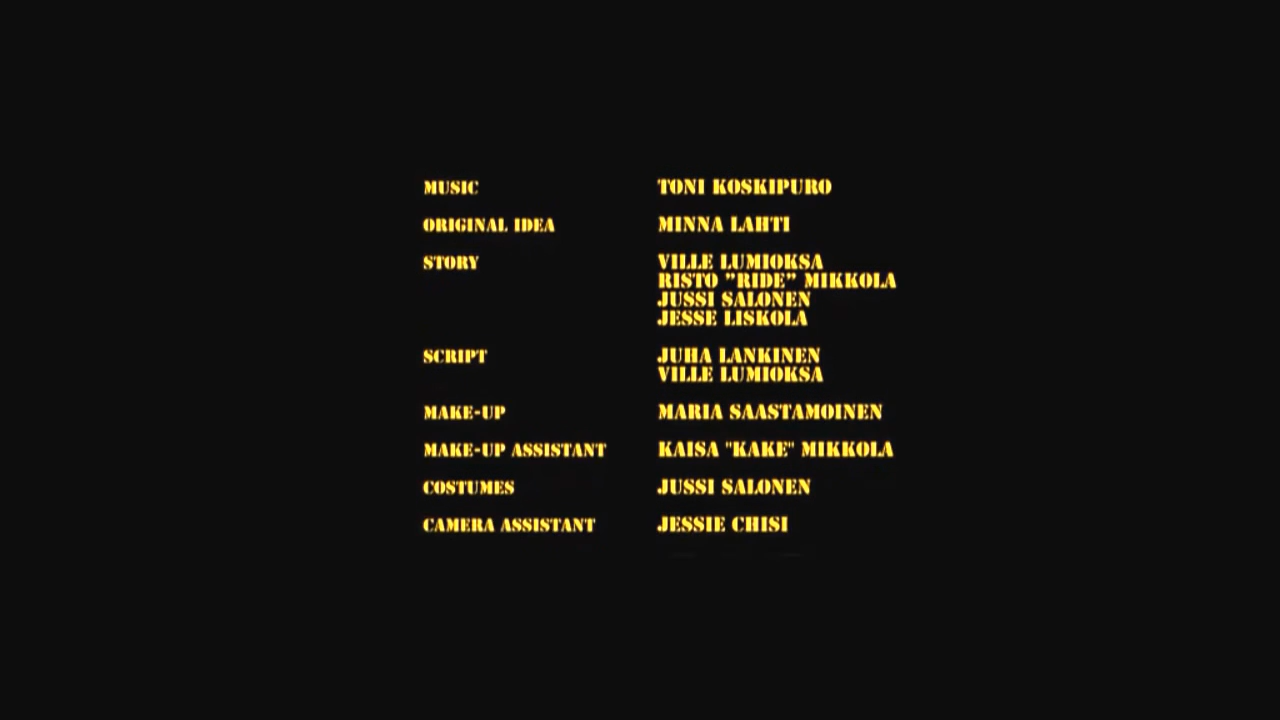 MUSIC TONI KOSKIPURO
ORIGINAL IDEA MINNA LAHTI
STORY VILLE LUMIOKSA
RISTO "RIDE" MIKKOLA
JUSSI SALONEN
JESSE LISKOLA
SCRIPT JUHA LANKINEN
VILLE LUMIOKSA
MAKE-UP MARIA SAASTAMOINEN
MAKE-UP ASSISTANT KAISA "KAKE" MIKKOLA
COSTUMES JUSSI SALONEN
CAMERA ASSISTANT JESSIE CHISI